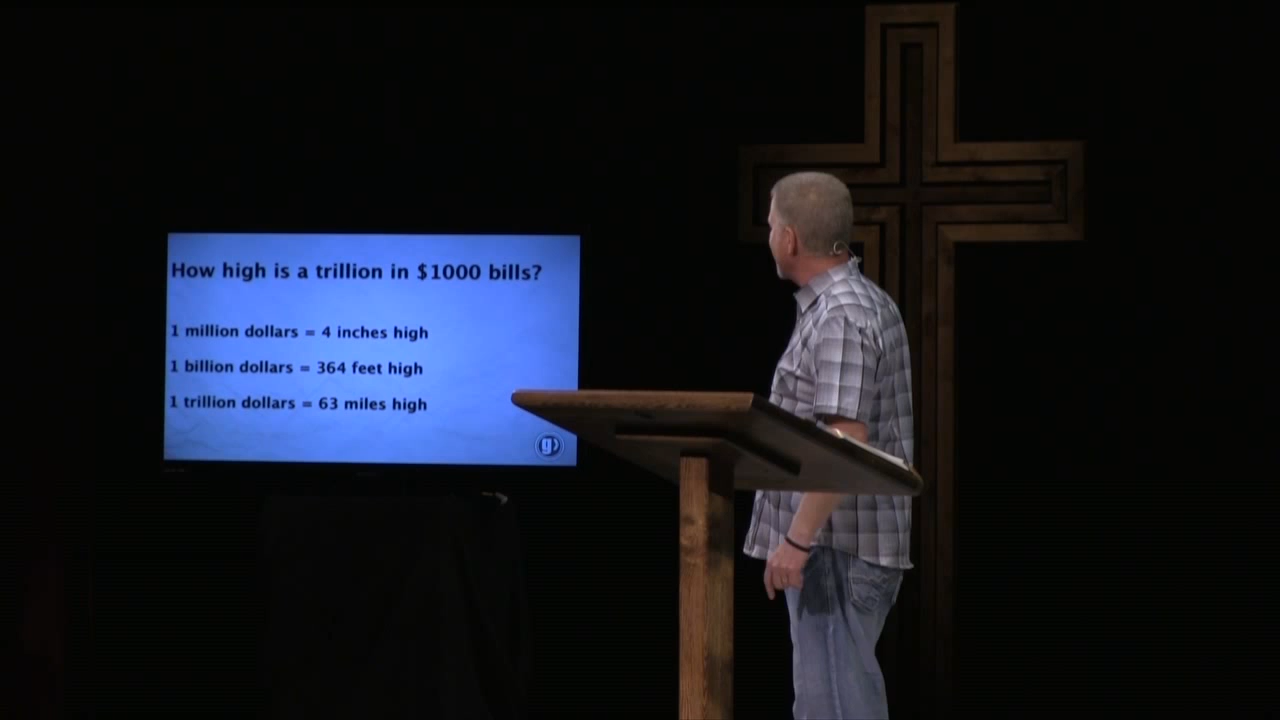 How high is a trillion in $1000 bills?
1 million dollars = 4 inches high
1 billion dollars = 364 feet high
1 trillion dollars = 63 miles high